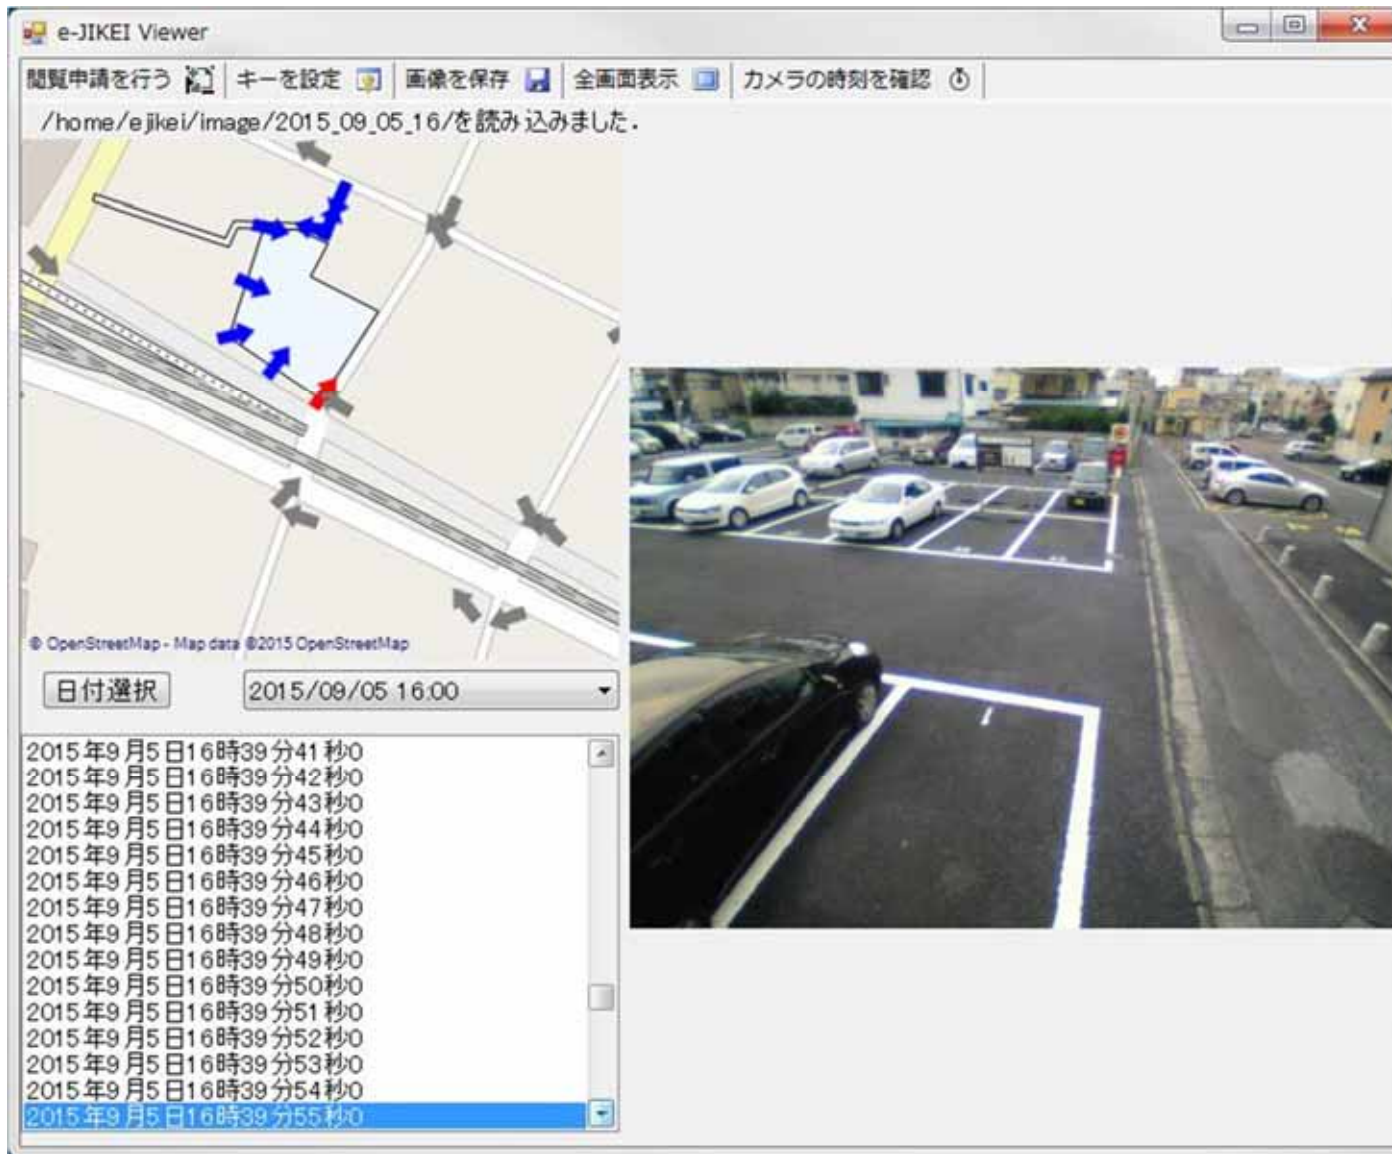 e-JIKEI Viewer
閲覧申請を行う キーを設定 画像を保存 全画面表示 カメラの時刻を確認
/home/ejikei/image/2015_09_05_16/を読み込みました.
© OpenStreetMap - Map data ©2015 OpenStreetMap
日付選択 2015/09/05 16:00
2015年9月5日16時39分41秒0
2015年9月5日16時39分42秒0
2015年9月5日16時39分43秒0
2015年9月5日16時39分44秒0
2015年9月5日16時39分45秒0
2015年9月5日16時39分46秒0
2015年9月5日16時39分47秒0
2015年9月5日16時39分48秒0
2015年9月5日16時39分49秒0
2015年9月5日16時39分50秒0
2015年9月5日16時39分51秒0
2015年9月5日16時39分52秒0
2015年9月5日16時39分53秒0
2015年9月5日16時39分54秒0
2015年9月5日16時39分55秒0